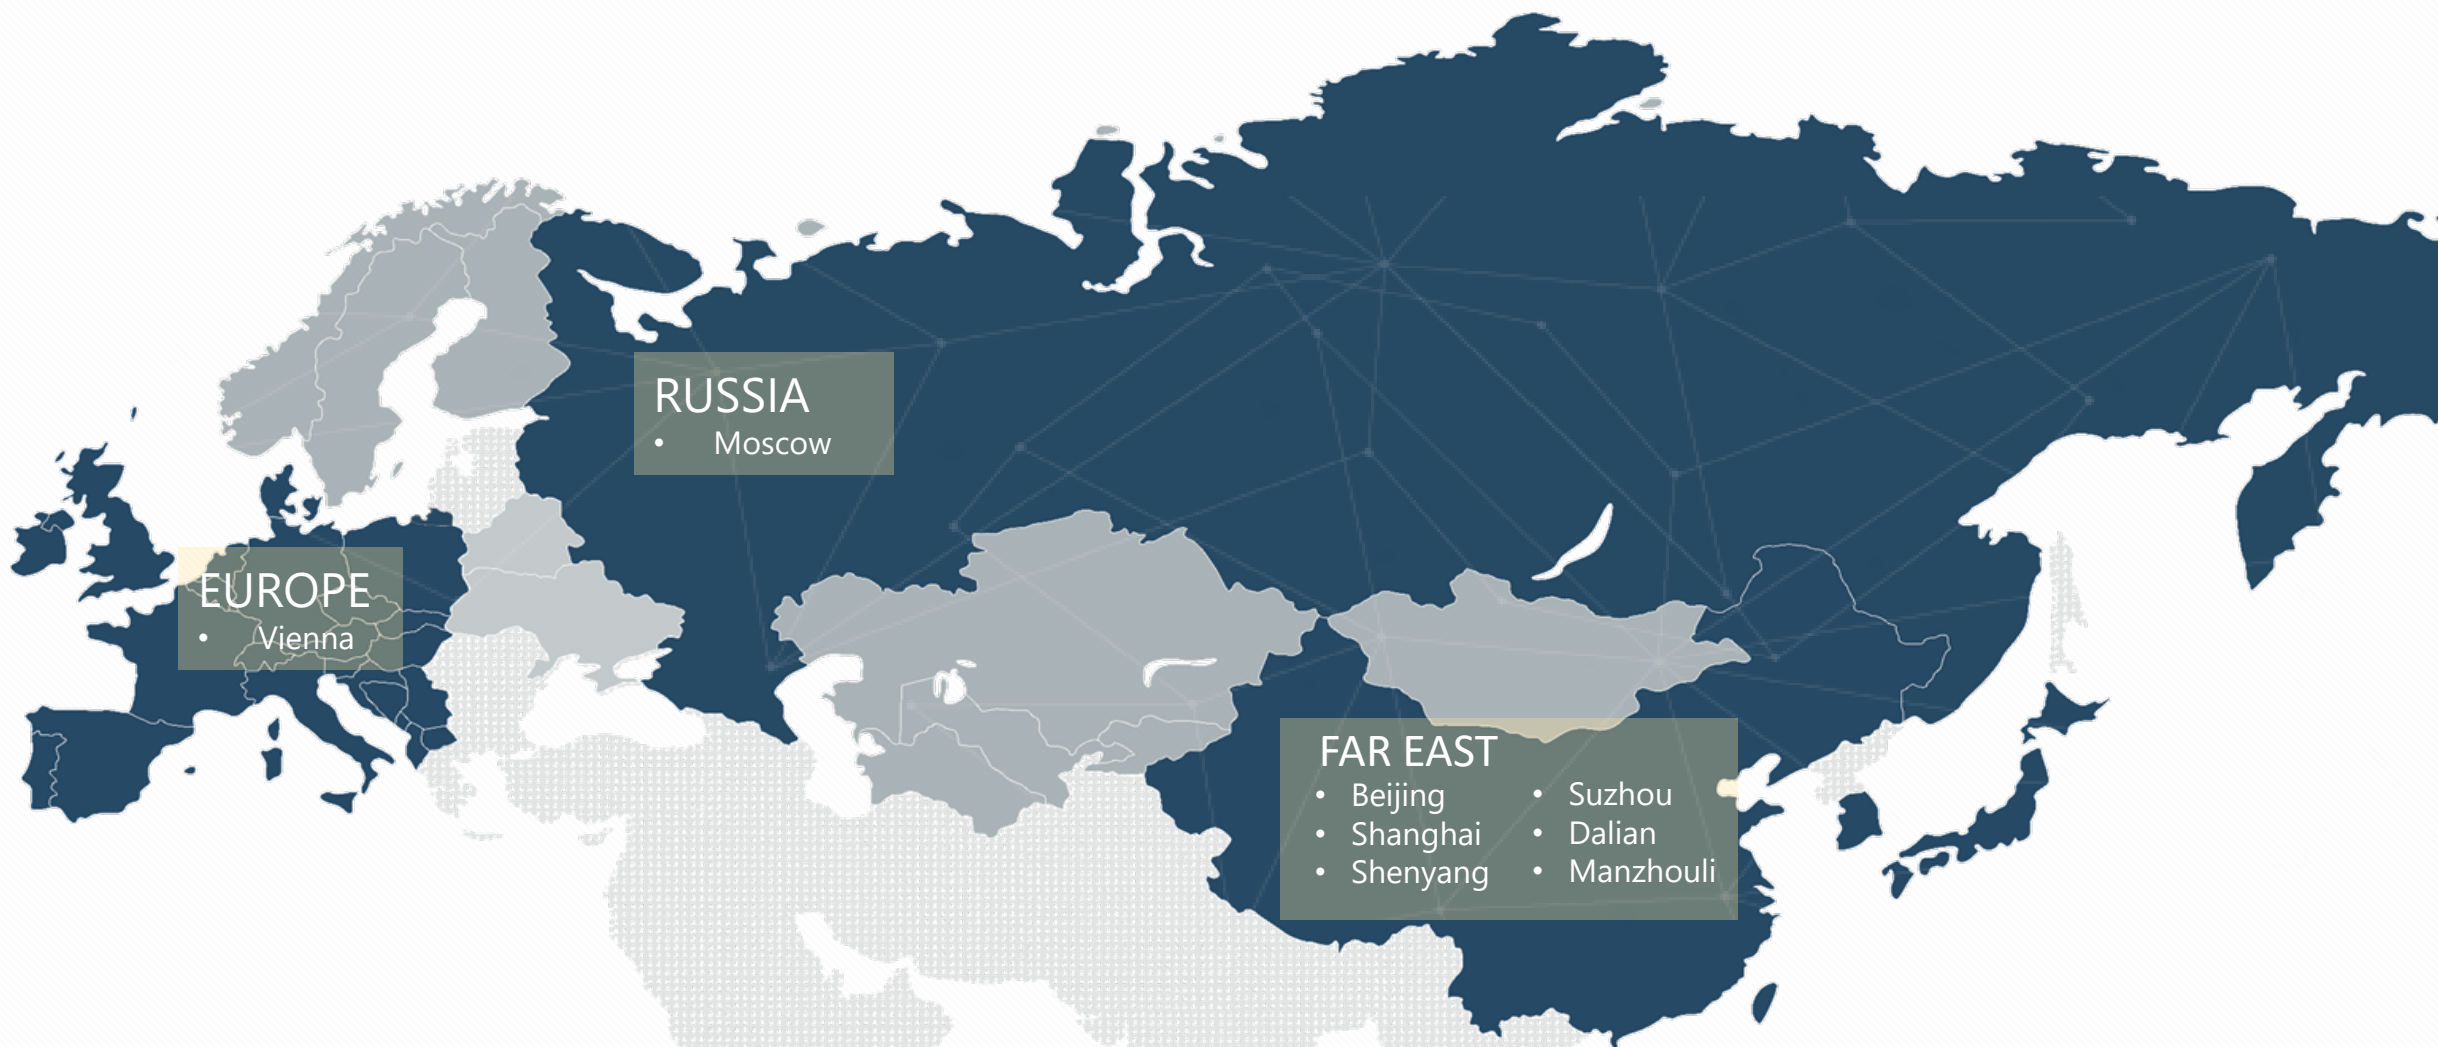 RUSSIA
• Moscow
EUROPE
• Vienna
FAR EAST
• Beijing
• Shanghai
• Shenyang
• Suzhou
• Dalian
• Manzhouli